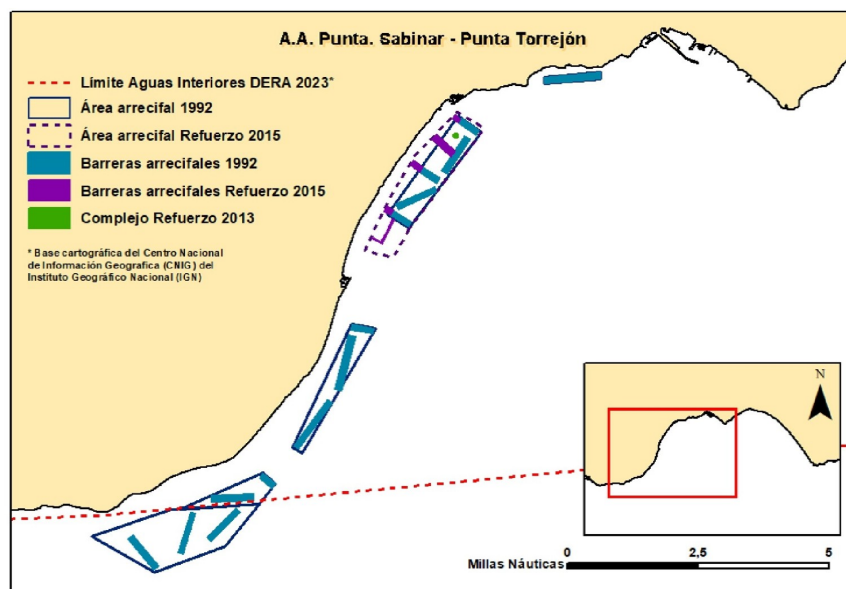 A.A. Punta. Sabinar - Punta Torrejón
Límite Aguas Interiores DERA 2023*
Área arrecifal 1992
Área arrecifal Refuerzo 2015
Barreras arrecifales 1992
Barreras arrecifales Refuerzo 2015
Complejo Refuerzo 2013
* Base cartográfica del Centro Nacional
de Información Geografica (CNIG) del
Instituto Geográfico Nacional (IGN)
N
0 2,5 5
Millas Náuticas